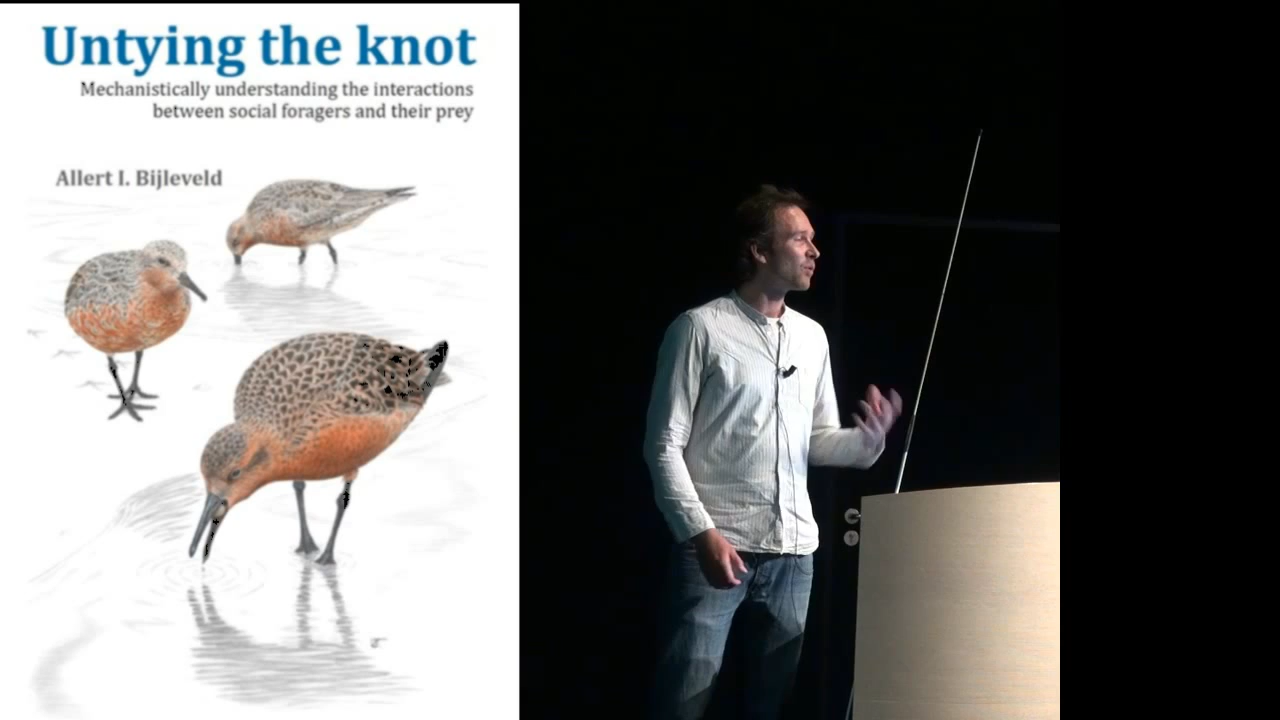 Untying the knot
Mechanistically understanding the interactions
between social foragers and their prey
Allert I. Bijleveld